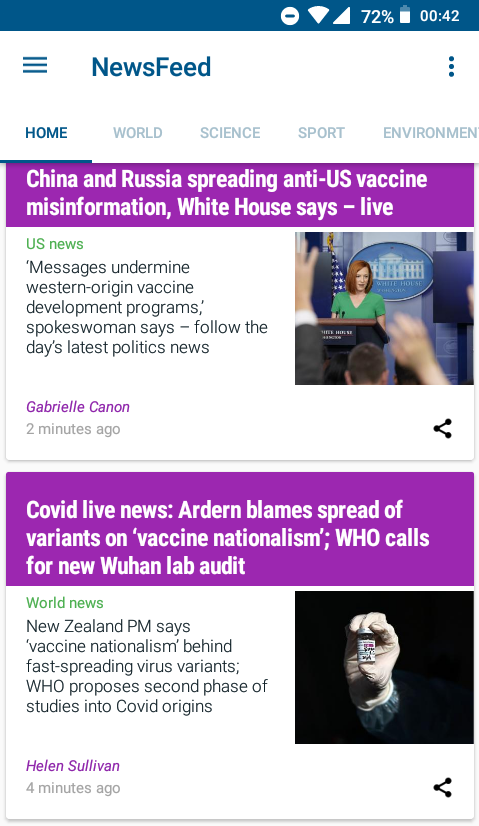 72% 00:42
NewsFeed
HOME WORLD SCIENCE SPORT ENVIRONMEN
China and Russia spreading anti-US vaccine
misinformation, White House says – live
US news
‘Messages undermine
western-origin vaccine
development programs,’
spokeswoman says – follow the
day’s latest politics news
THE WHITE HOUSE
WASHINGTON
Gabrielle Canon
2 minutes ago
Covid live news: Ardern blames spread of
variants on ‘vaccine nationalism’; WHO calls
for new Wuhan lab audit
World news
New Zealand PM says
‘vaccine nationalism’ behind
fast-spreading virus variants;
WHO proposes second phase of
studies into Covid origins
Helen Sullivan
4 minutes ago